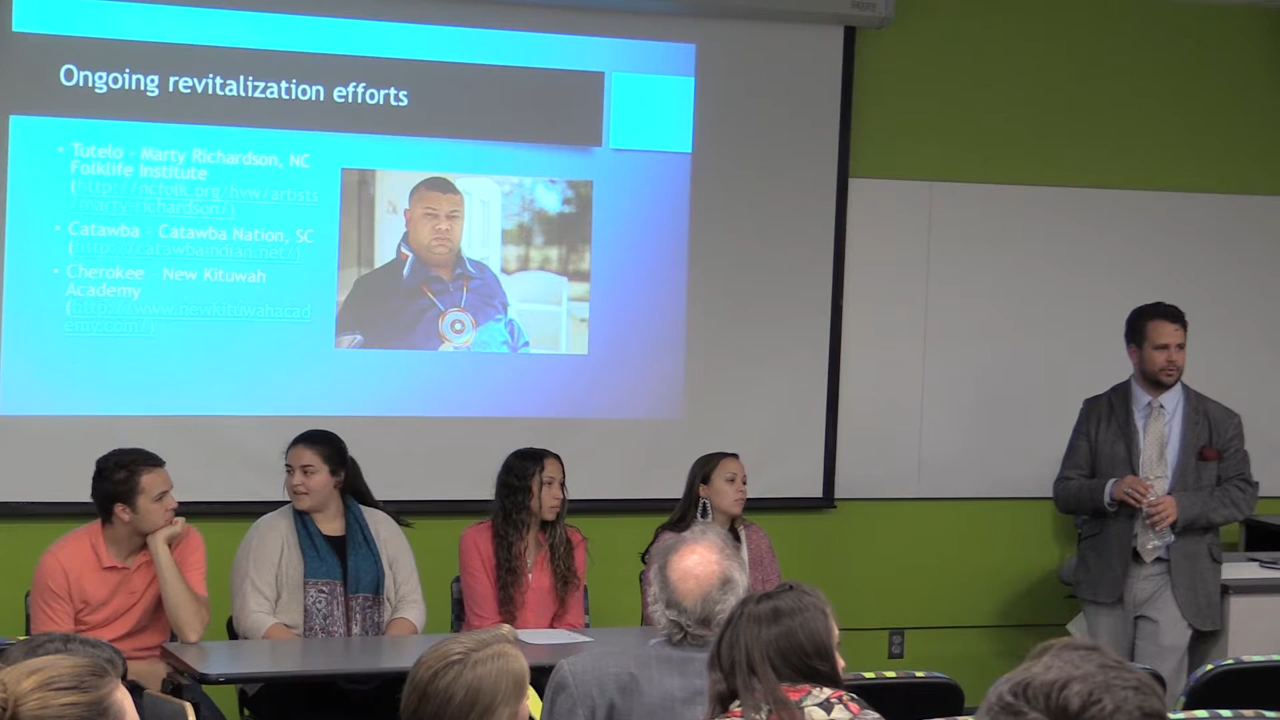 Ongoing revitalization efforts
• Tutelo - Marty Richardson, NC
Folklife Institute
(http://ncfolk.org/hvw/artists
/marty-richardson/)
• Catawba - Catawba Nation, SC
(http://catawbaindian.net/)
• Cherokee - New Kituwah
Academy
(http://www.newkituwahacad
emy.com/)